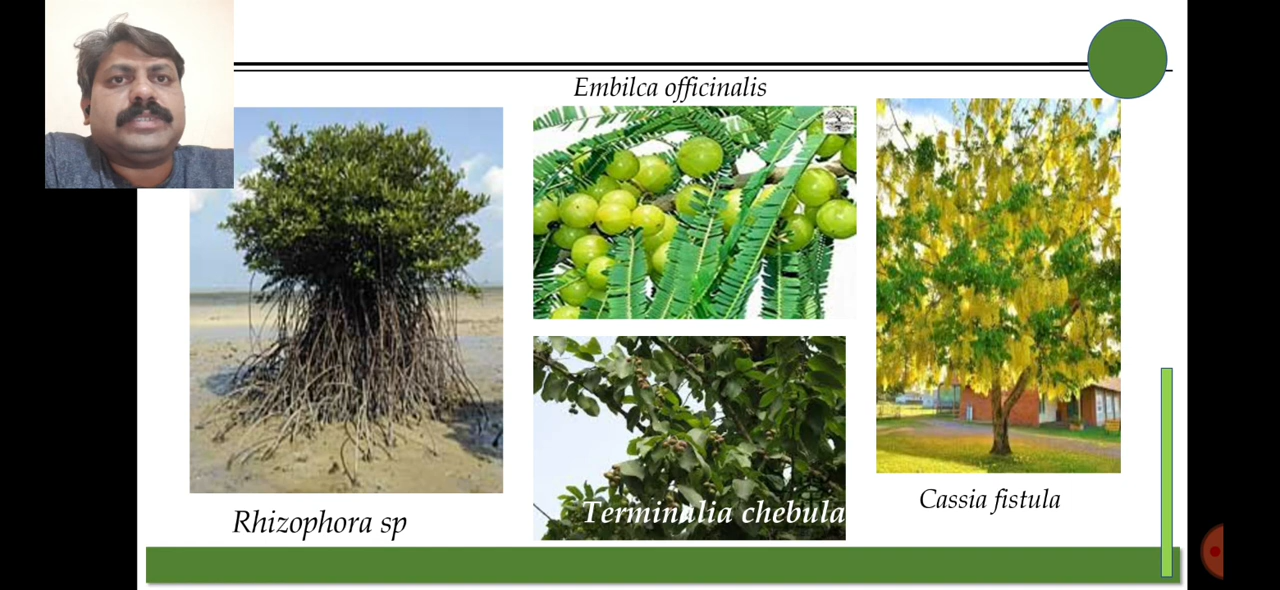 Embilca officinalis
Terminalia chebula
Cassia fistula
Rhizophora sp